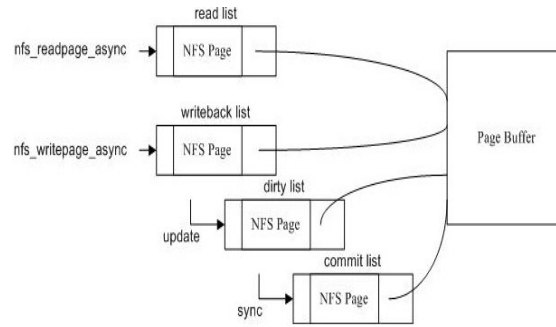 read list
nfs_readpage_async
NFS Page
writeback list
nfs_writepage_async
NFS Page
Page Buffer
dirty list
update
NFS Page
commit list
sync
NFS Page